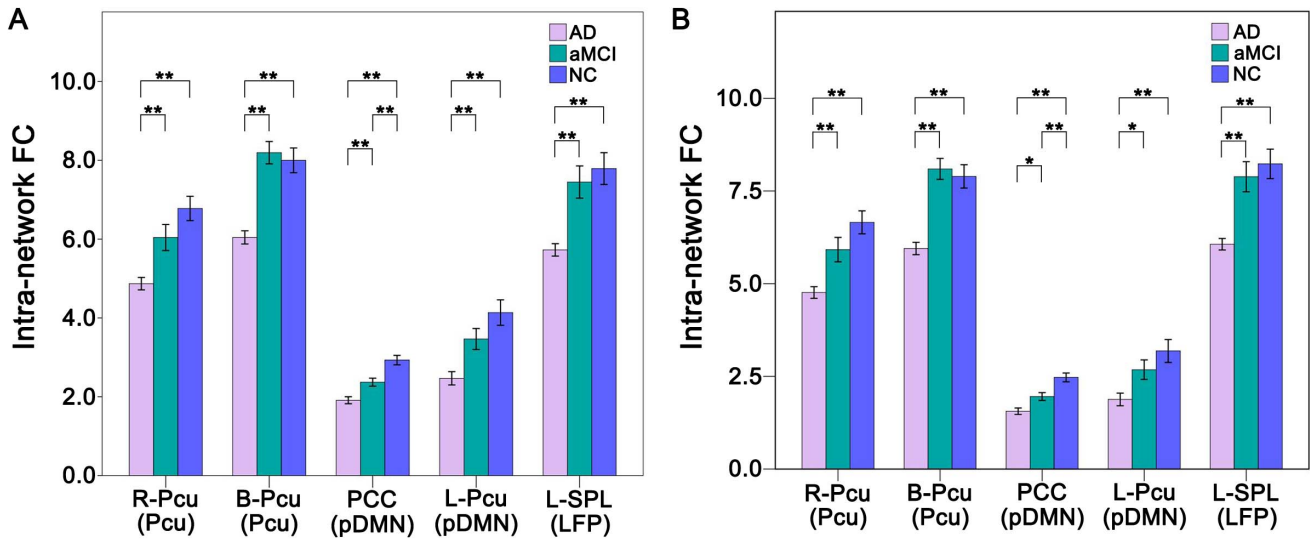 A
AD
aMCI
NC
Intra-network FC
10.0
8.0
6.0
4.0
2.0
0.0
** ** ** ** **
** ** ** ** **
**
R-Pcu B-Pcu PCC L-Pcu L-SPL
(Pcu) (Pcu) (pDMN) (pDMN) (LFP)
B
AD
aMCI
NC
Intra-network FC
10.0
7.5
5.0
2.5
0.0
** ** ** ** **
** ** ** * **
*
R-Pcu B-Pcu PCC L-Pcu L-SPL
(Pcu) (Pcu) (pDMN) (pDMN) (LFP)